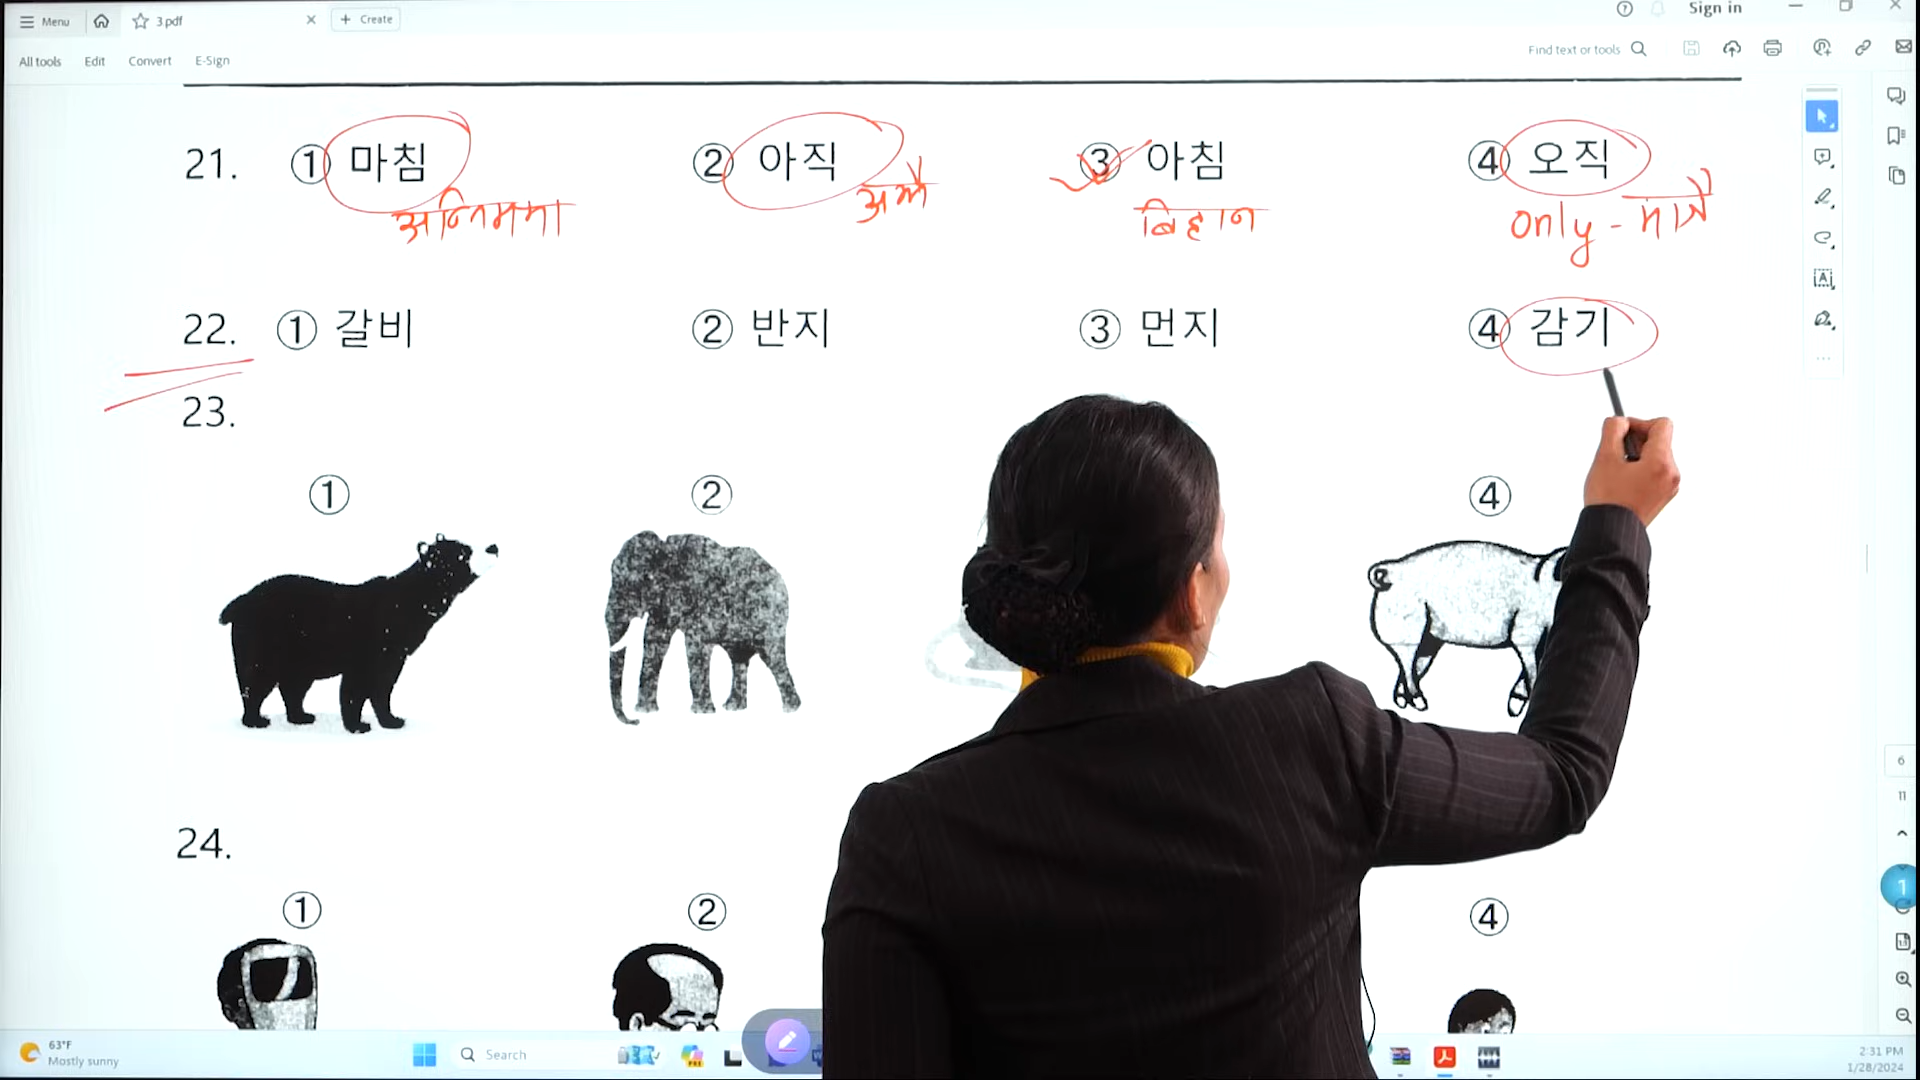 Menu 3 pdf Create Sign in
All tools Edit Convert E-Sign Find text or tools
21. ① 마침 ② 아직 ③ 아침 ④ 오직
बिहान only - मात्रै
22. ① 갈비 ② 반지 ③ 먼지 ④ 감기
23.
① ② ④
24.
① ② ④
6
11
1
63°F
Mostly sunny
Search
2:31 PM
1/28/2024